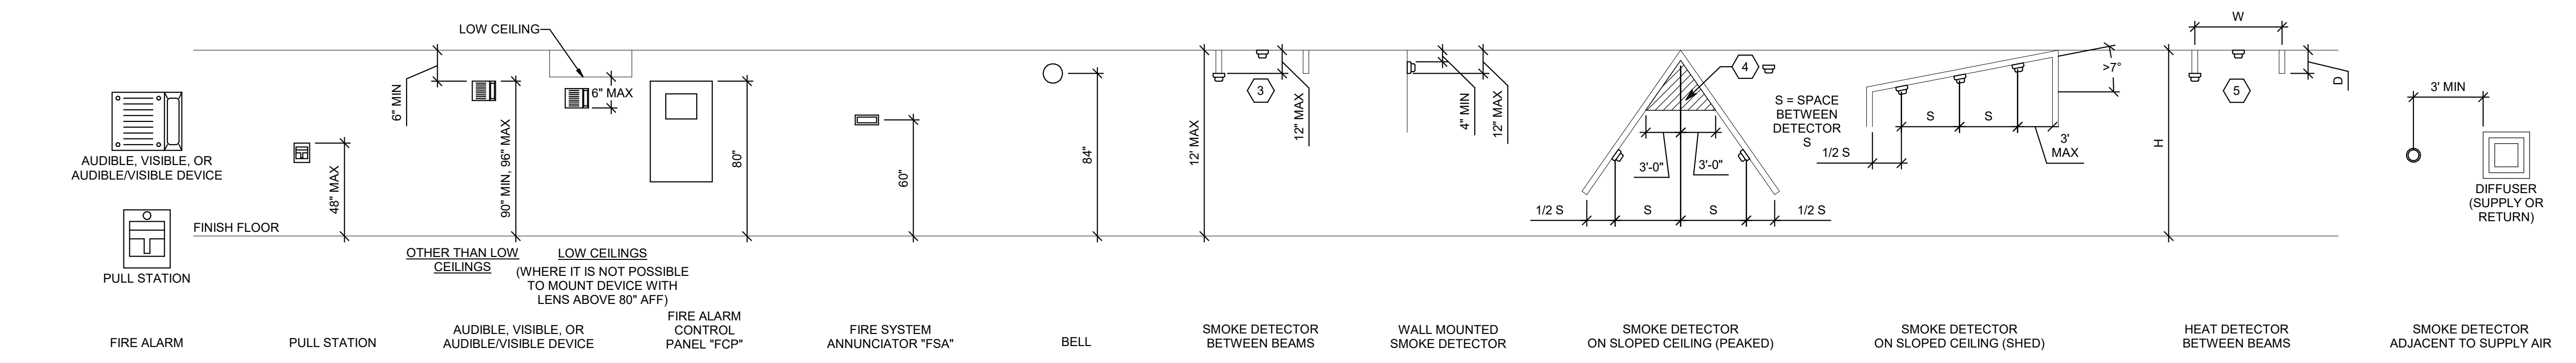 LOW CEILING
AUDIBLE, VISIBLE, OR
AUDIBLE/VISIBLE DEVICE
PULL STATION
FIRE ALARM
FINISH FLOOR
48" MAX
PULL STATION
6" MIN
90" MIN, 96" MAX
6" MAX
OTHER THAN LOW
CEILINGS
LOW CEILINGS
(WHERE IT IS NOT POSSIBLE
TO MOUNT DEVICE WITH
LENS ABOVE 80" AFF)
AUDIBLE, VISIBLE, OR
AUDIBLE/VISIBLE DEVICE
80"
FIRE ALARM
CONTROL
PANEL "FCP"
60"
FIRE SYSTEM
ANNUNCIATOR "FSA"
84"
BELL
12' MAX
3
12" MAX
SMOKE DETECTOR
BETWEEN BEAMS
4" MIN
12" MAX
WALL MOUNTED
SMOKE DETECTOR
4
3'-0"
3'-0"
1/2 S
S
S
1/2 S
SMOKE DETECTOR
ON SLOPED CEILING (PEAKED)
S = SPACE
BETWEEN
DETECTOR
S
>7°
S
S
1/2 S
3'
MAX
SMOKE DETECTOR
ON SLOPED CEILING (SHED)
W
H
5
D
HEAT DETECTOR
BETWEEN BEAMS
3' MIN
DIFFUSER
(SUPPLY OR
RETURN)
SMOKE DETECTOR
ADJACENT TO SUPPLY AIR